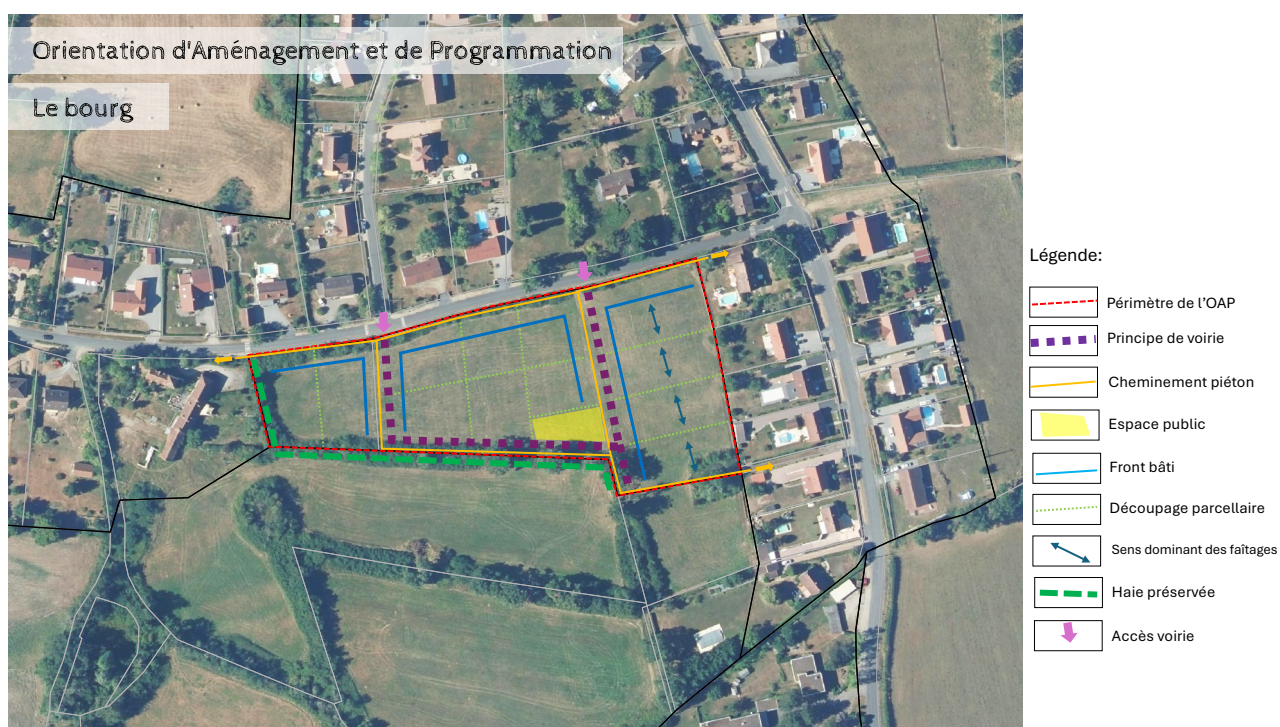 Orientation d'Aménagement et de Programmation
Le bourg
Légende:
Périmètre de l'OAP
Principe de voirie
Cheminement piéton
Espace public
Front bâti
Découpage parcellaire
Sens dominant des faîtages
Haie préservée
Accès voirie